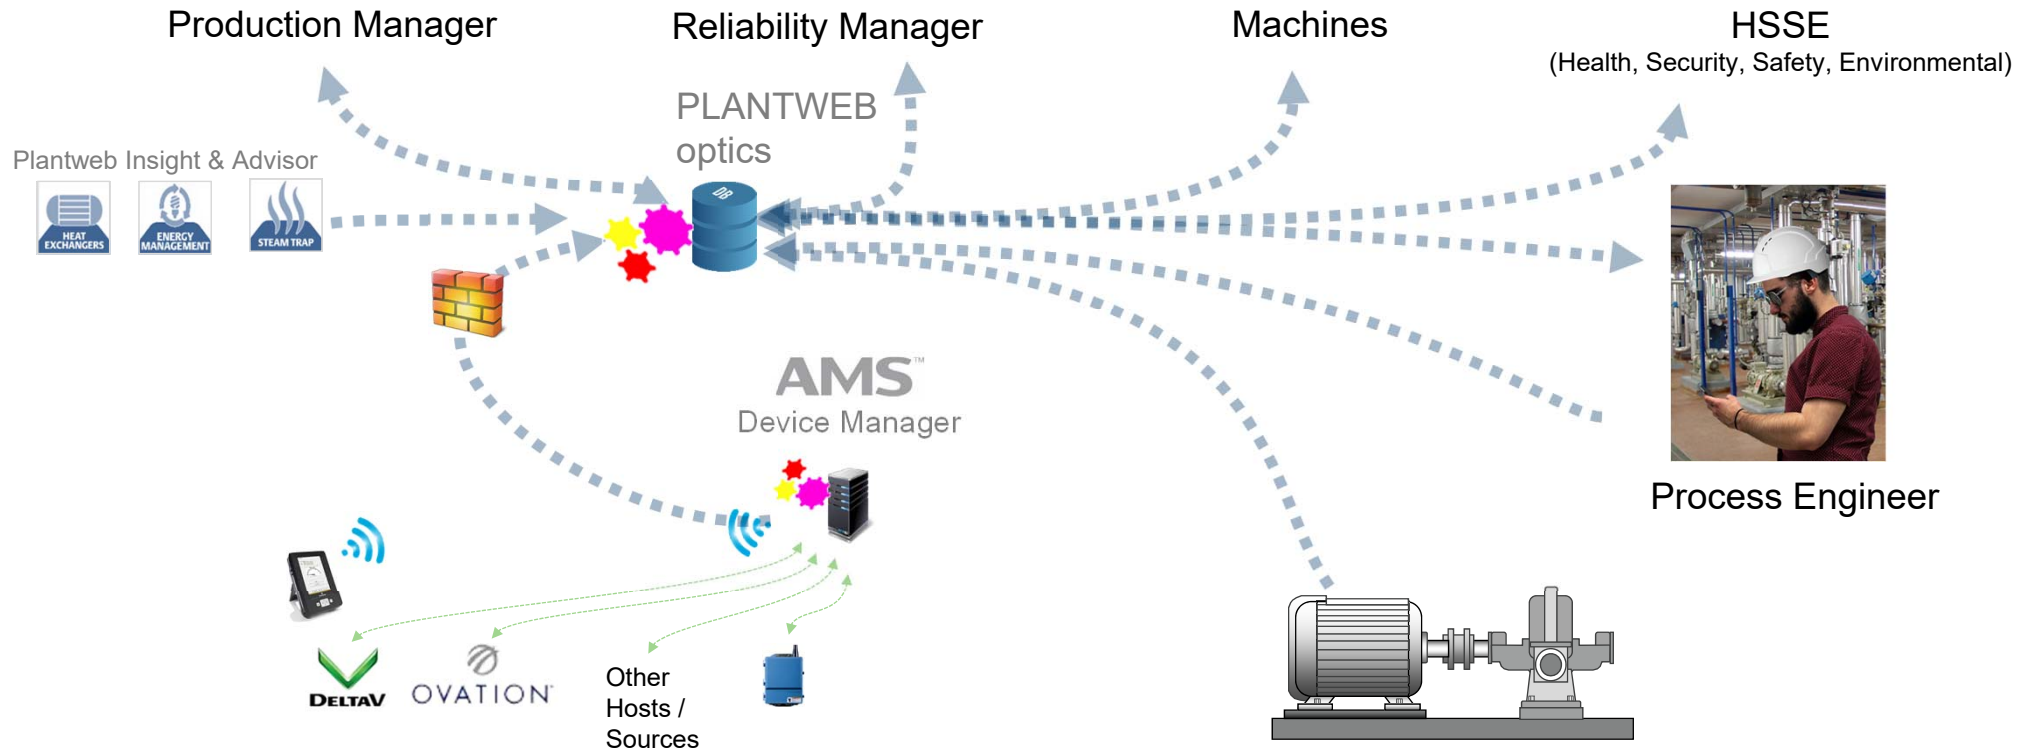 Production Manager
Reliability Manager
Machines
HSSE
(Health, Security, Safety, Environmental)
PLANTWEB
optics
Plantweb Insight & Advisor
HEAT
EXCHANGERS
ENERGY
MANAGEMENT
STEAM TRAP
DB
AMS™
Device Manager
Process Engineer
DELTAV
OVATION
Other
Hosts /
Sources